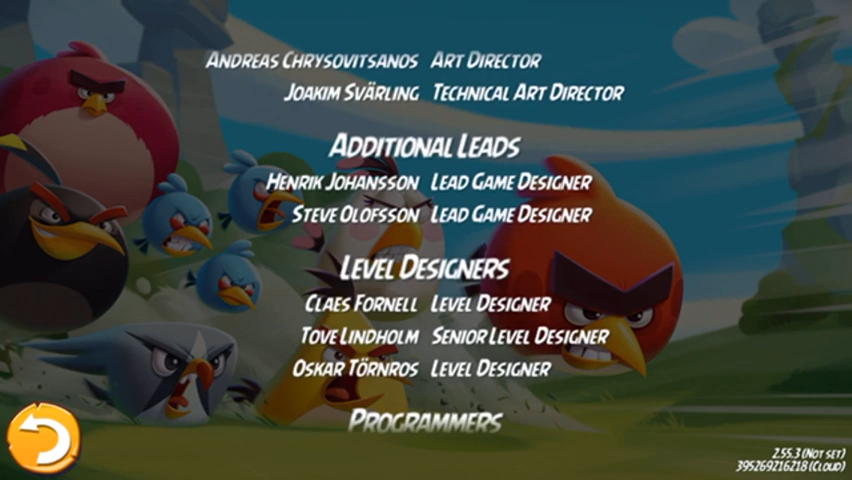 Andreas Chrysovitsanos Art Director
Joakim Svärling Technical Art Director
Additional Leads
Henrik Johansson Lead Game Designer
Steve Olofsson Lead Game Designer
Level Designers
Claes Fornell Level Designer
Tove Lindholm Senior Level Designer
Oskar Törnros Level Designer
Programmers
2.55.3 (Not set)
395269216218 (Cloud)